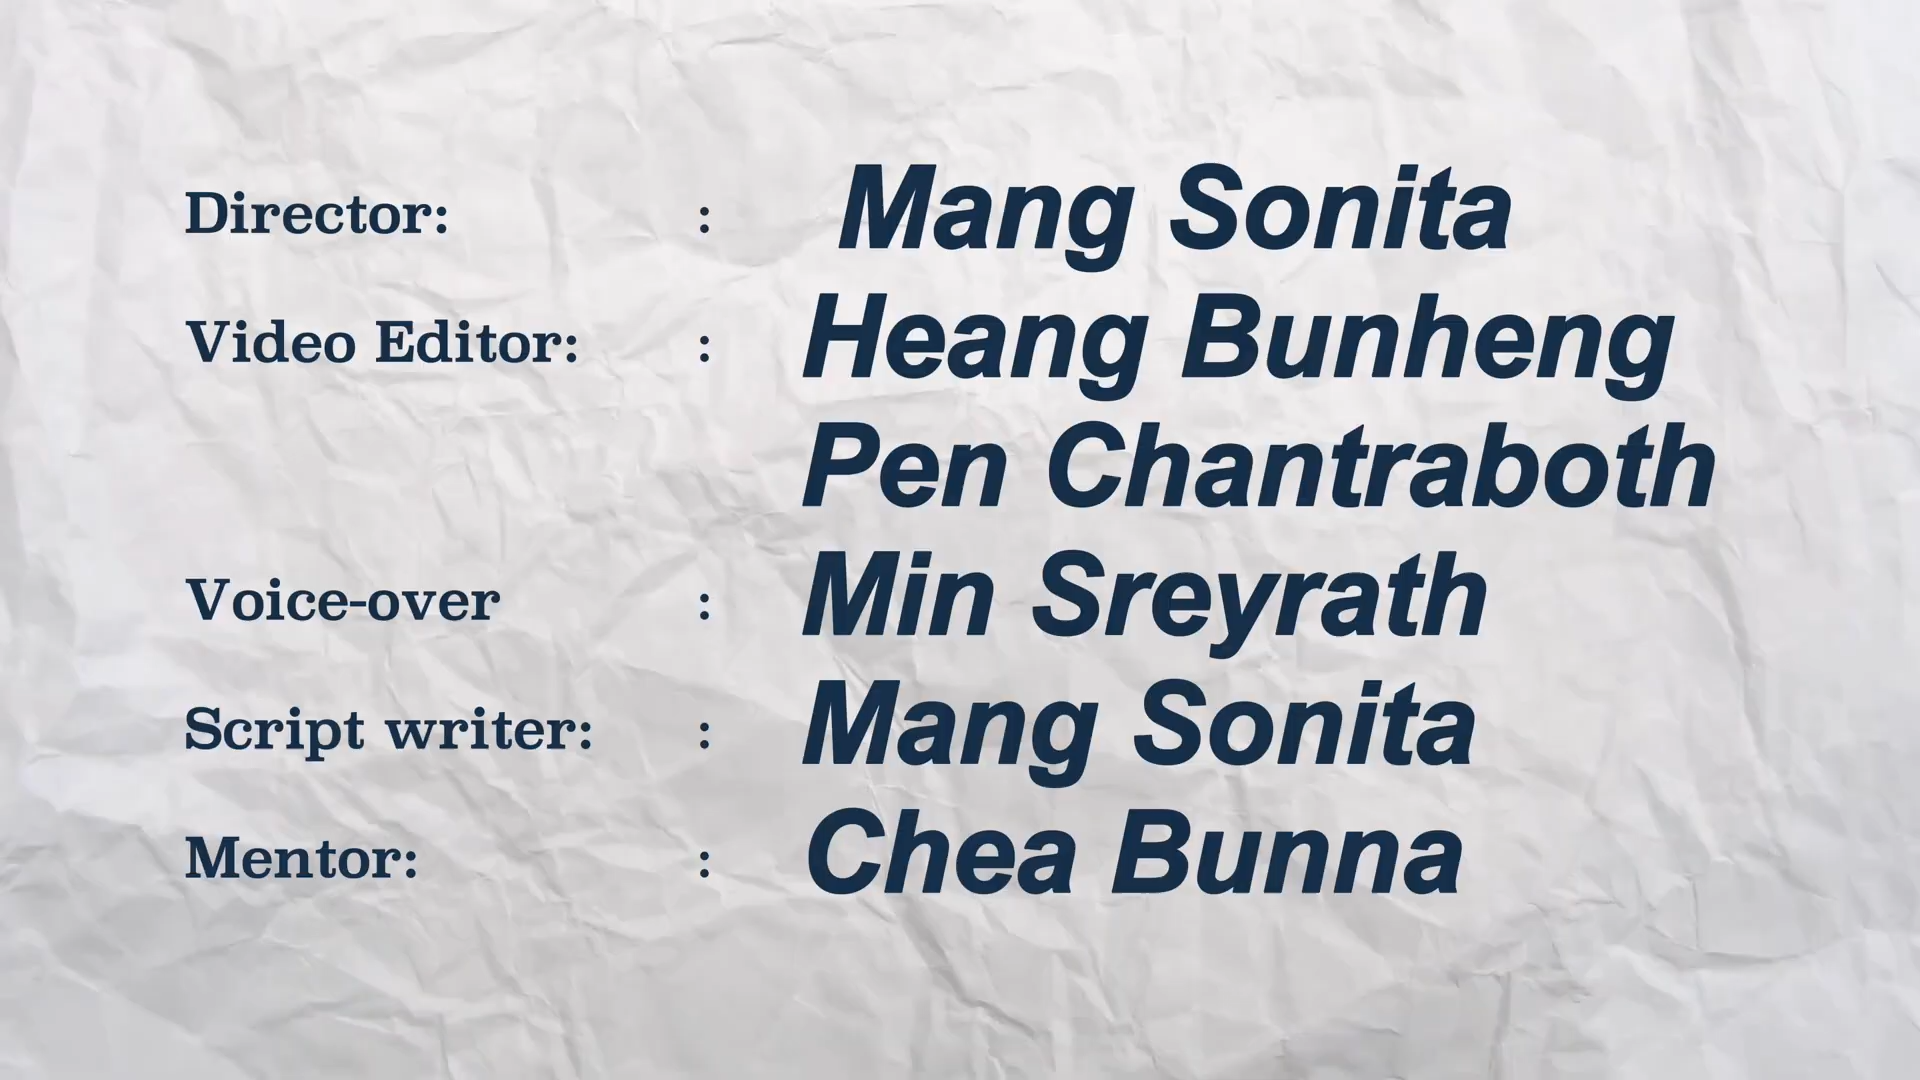 Director: : Mang Sonita
Video Editor: : Heang Bunheng
Pen Chantraboth
Voice-over : Min Sreyrath
Script writer: : Mang Sonita
Mentor: : Chea Bunna